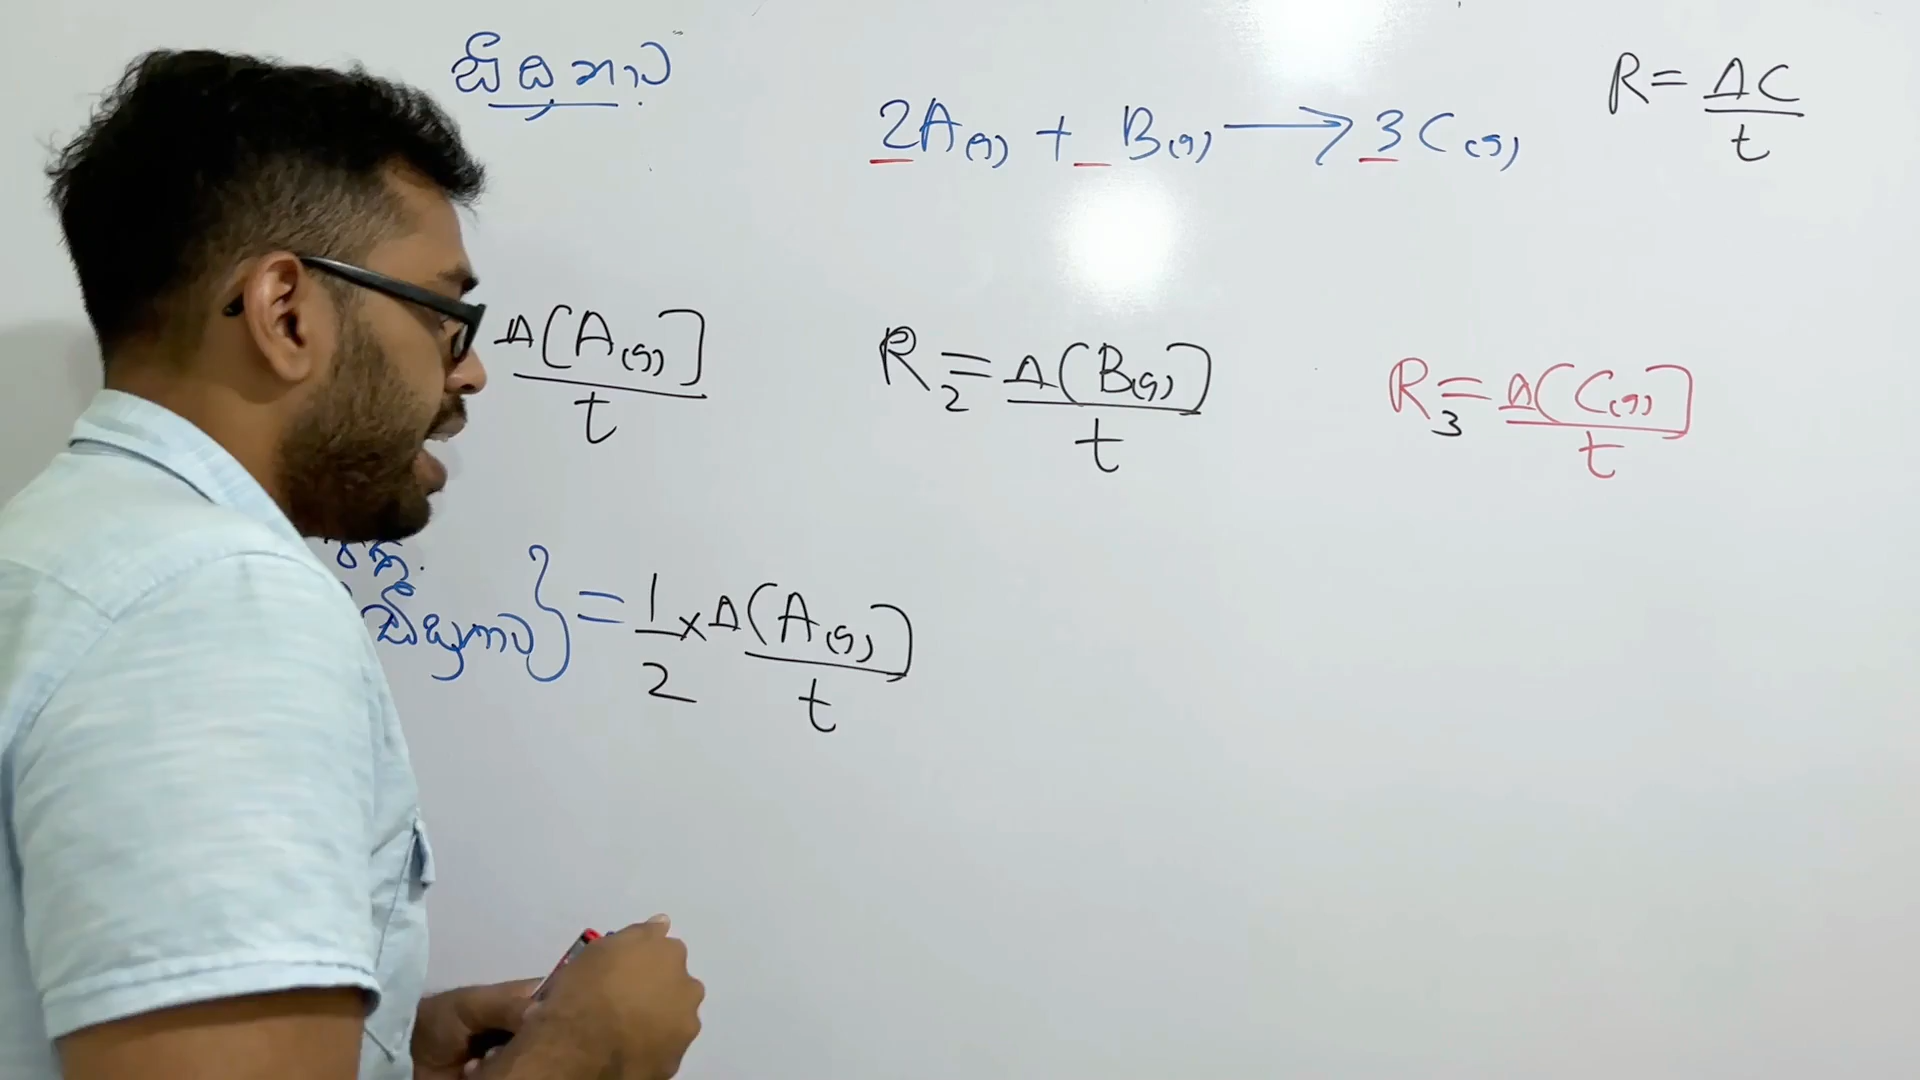 සීඝ්‍රතාව
2A(g) + _ B(g) ⟶ 3C(g)
R = ΔC / t
Δ[A(g)] / t
R₂ = Δ[B(g)] / t
R₃ = Δ[C(g)] / t
සීඝ්‍රතාව } = 1/2 × Δ[A(g)] / t